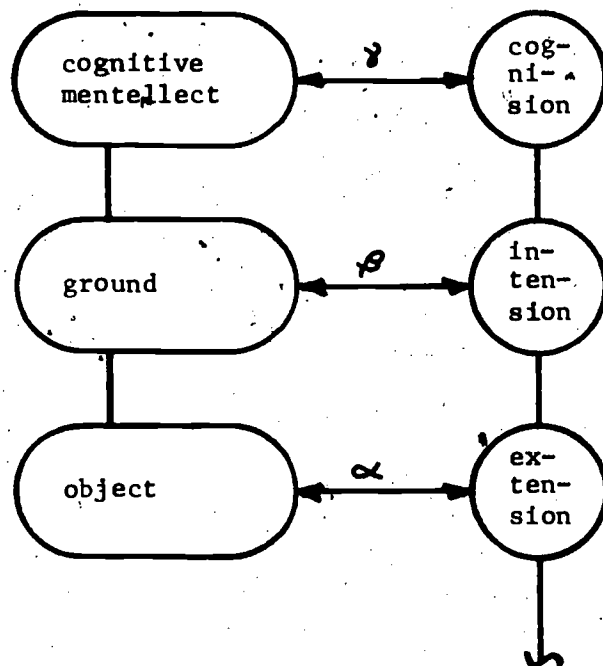 cognitive
mentellect
γ
cog-
ni-
sion
ground
β
in-
ten-
sion
object
α
ex-
ten-
sion